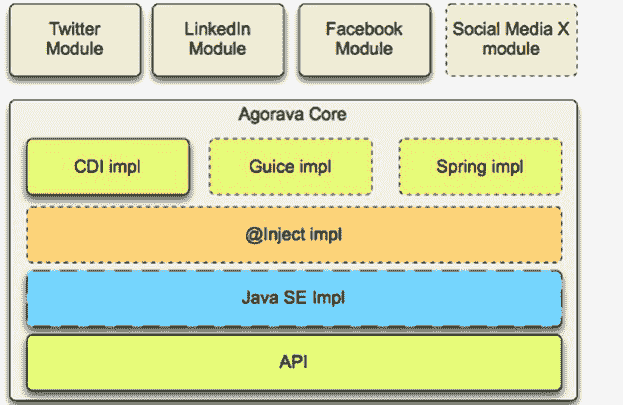 Twitter
Module
LinkedIn
Module
Facebook
Module
Social Media X
module
Agorava Core
CDI impl
Guice impl
Spring impl
@Inject impl
Java SE Impl
API